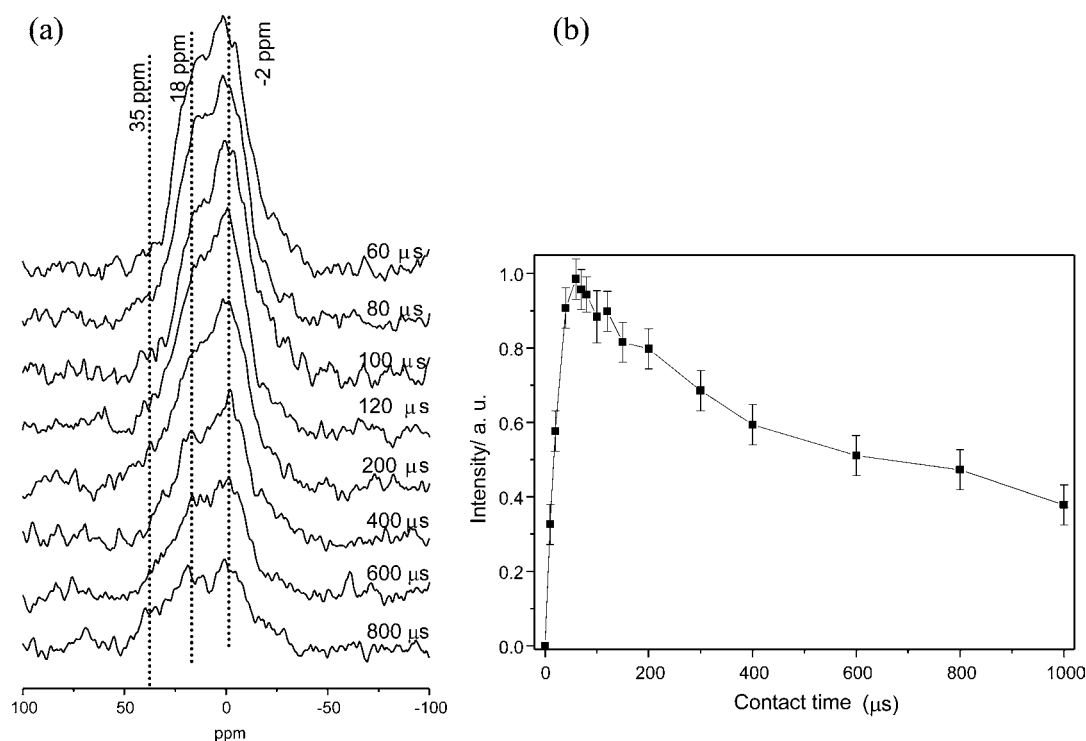 (a)
35 ppm
18 ppm
-2 ppm
60 μs
80 μs
100 μs
120 μs
200 μs
400 μs
600 μs
800 μs
100 50 0 -50 -100
ppm
(b)
Intensity/ a. u.
1.0
0.8
0.6
0.4
0.2
0.0
0 200 400 600 800 1000
Contact time (μs)